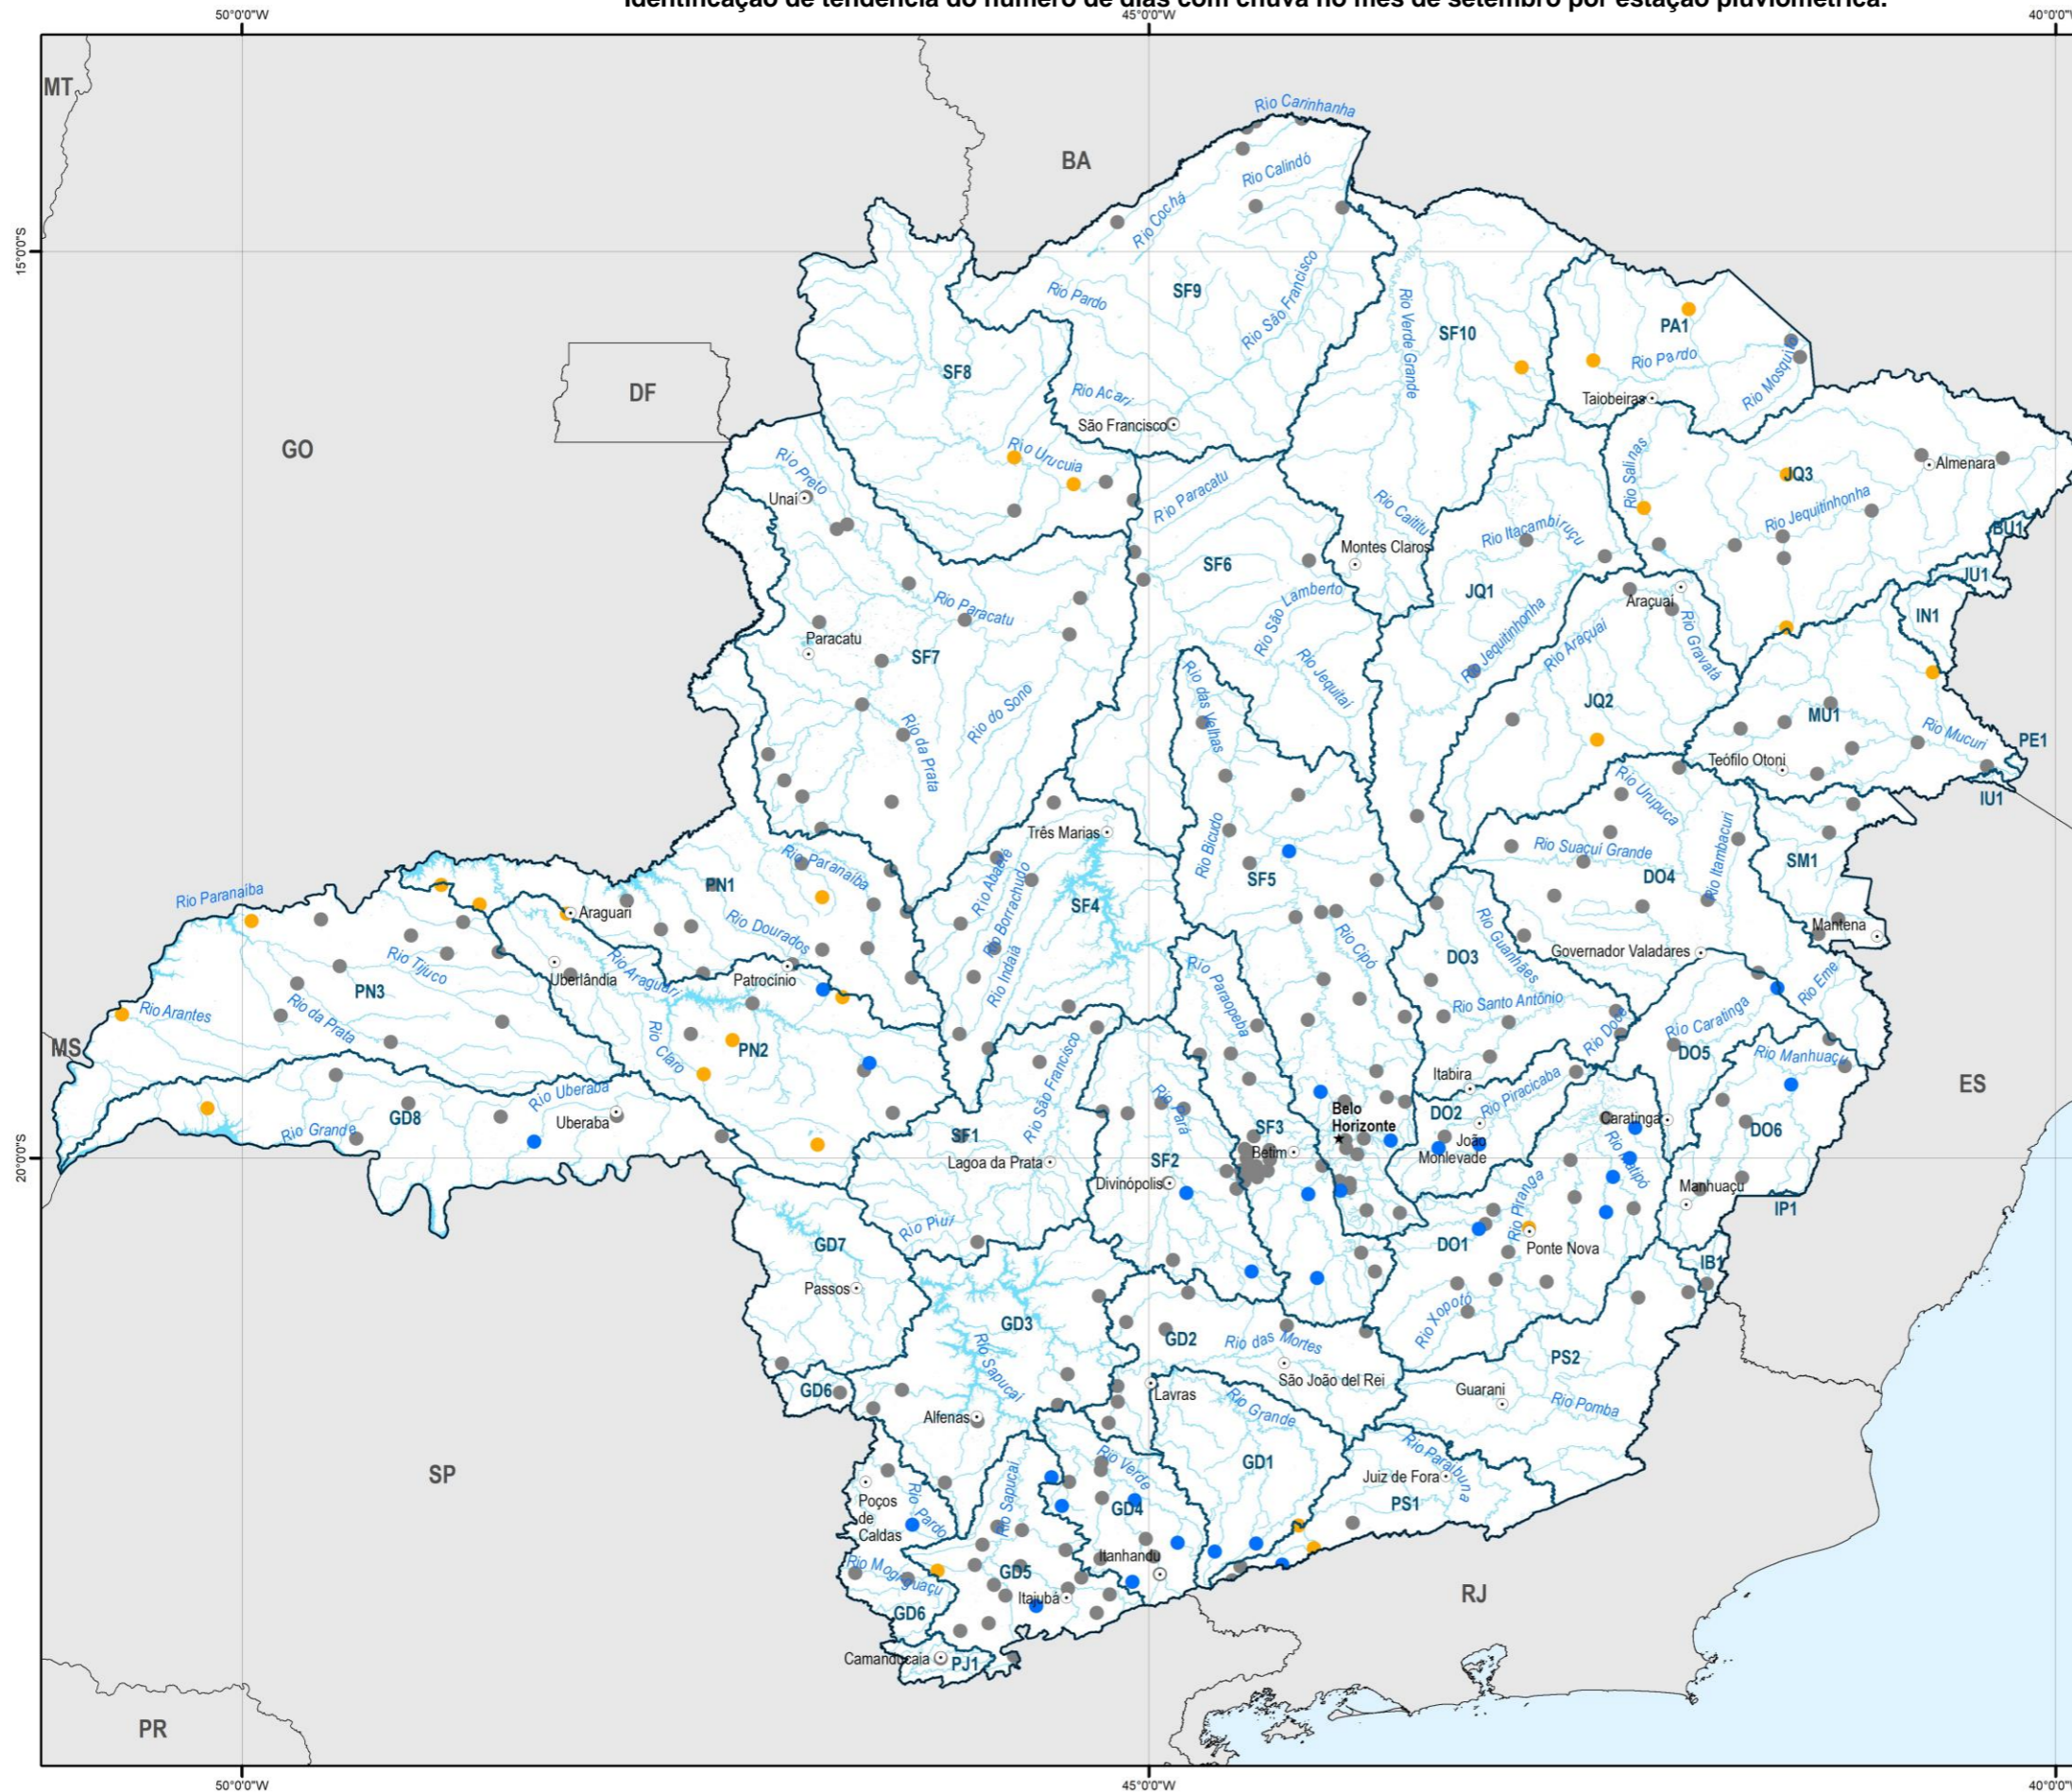 Identificação de tendência do número de dias com chuva no mês de setembro por estação pluviométrica.
50°0'0"W
45°0'0"W
40°0'0"W
MT
Rio Carinhanha
BA
Rio Calindó
Rio Cochá
15°0'0"S
SF9
Rio Pardo
Rio São Francisco
Rio Verde Grande
SF10
PA1
Rio Pardo
Rio Mosquito
SF8
DF
Rio Acari
Taiobeiras
São Francisco
GO
Rio Urucuia
Rio Preto
Unaí
Rio Paracatu
Rio Salinas
JQ3
Almenara
Rio Caititu
Rio Itacambiruçu
Rio Jequitinhonha
BU1
Montes Claros
SF6
JU1
JQ1
Rio São Lamberto
Araçuaí
Rio Paracatu
IN1
Paracatu
SF7
Rio Jequitinhonha
Rio Araçuaí
Rio Gravatá
Rio das Velhas
Rio Jequitaí
JQ2
MU1
Rio do Sono
Rio da Prata
Rio Mucuri
PE1
Teófilo Otoni
Rio Urupuca
IU1
Três Marias
Rio Bicudo
Rio Suaçuí Grande
Rio Itambacuri
SM1
Rio Paranaíba
Rio Abaeté
SF5
DO4
PN1
Rio Paranaíba
Rio Borrachudo
SF4
Araguari
Rio Dourados
Rio Cipó
Rio Guanhães
Mantena
Rio Tijuco
Uberlândia
Rio Araguari
Patrocínio
Rio Indaiá
Rio Paraopeba
DO3
Governador Valadares
Rio Eme
PN3
Rio Arantes
Rio da Prata
Rio Santo Antônio
Rio Doce
Rio Caratinga
MS
Rio Claro
PN2
Rio São Francisco
DO5
Rio Manhuaçu
ES
Itabira
Rio Uberaba
GD8
Uberaba
Rio Pará
Belo
Horizonte
DO2
Rio Piracicaba
Caratinga
Rio Grande
SF1
SF3
João
Monlevade
DO6
20°0'0"S
Lagoa da Prata
SF2
Betim
Rio Matipó
Divinópolis
Rio Piranga
Manhuaçu
IP1
Rio Piuí
GD7
DO1
Ponte Nova
IB1
Passos
GD3
Rio Xopotó
Rio Sapucaí
GD2
Rio das Mortes
PS2
São João del Rei
GD6
Lavras
Guarani
Alfenas
Rio Grande
Rio Pomba
SP
Rio Verde
GD1
Rio Paraibuna
Juiz de Fora
Poços
de
Caldas
Rio Sapucaí
PS1
Rio Pardo
GD4
Itanhandu
Rio Mogi-guaçu
GD5
Itajubá
RJ
GD6
Camanducaia
PJ1
PR
50°0'0"W
45°0'0"W
40°0'0"W